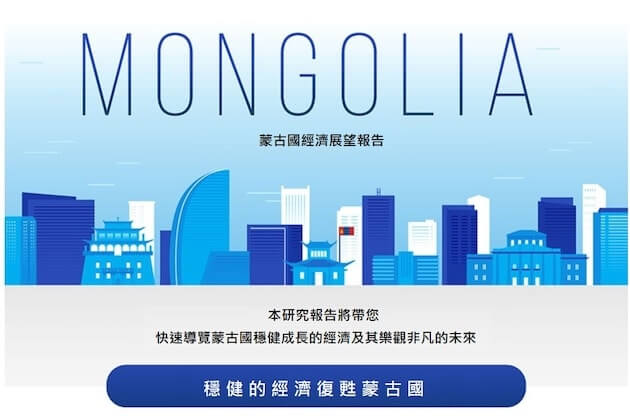 MONGOLIA
蒙古國經濟展望報告
本研究報告將帶您
快速導覽蒙古國穩健成長的經濟及其樂觀非凡的未來
穩健的經濟復甦蒙古國